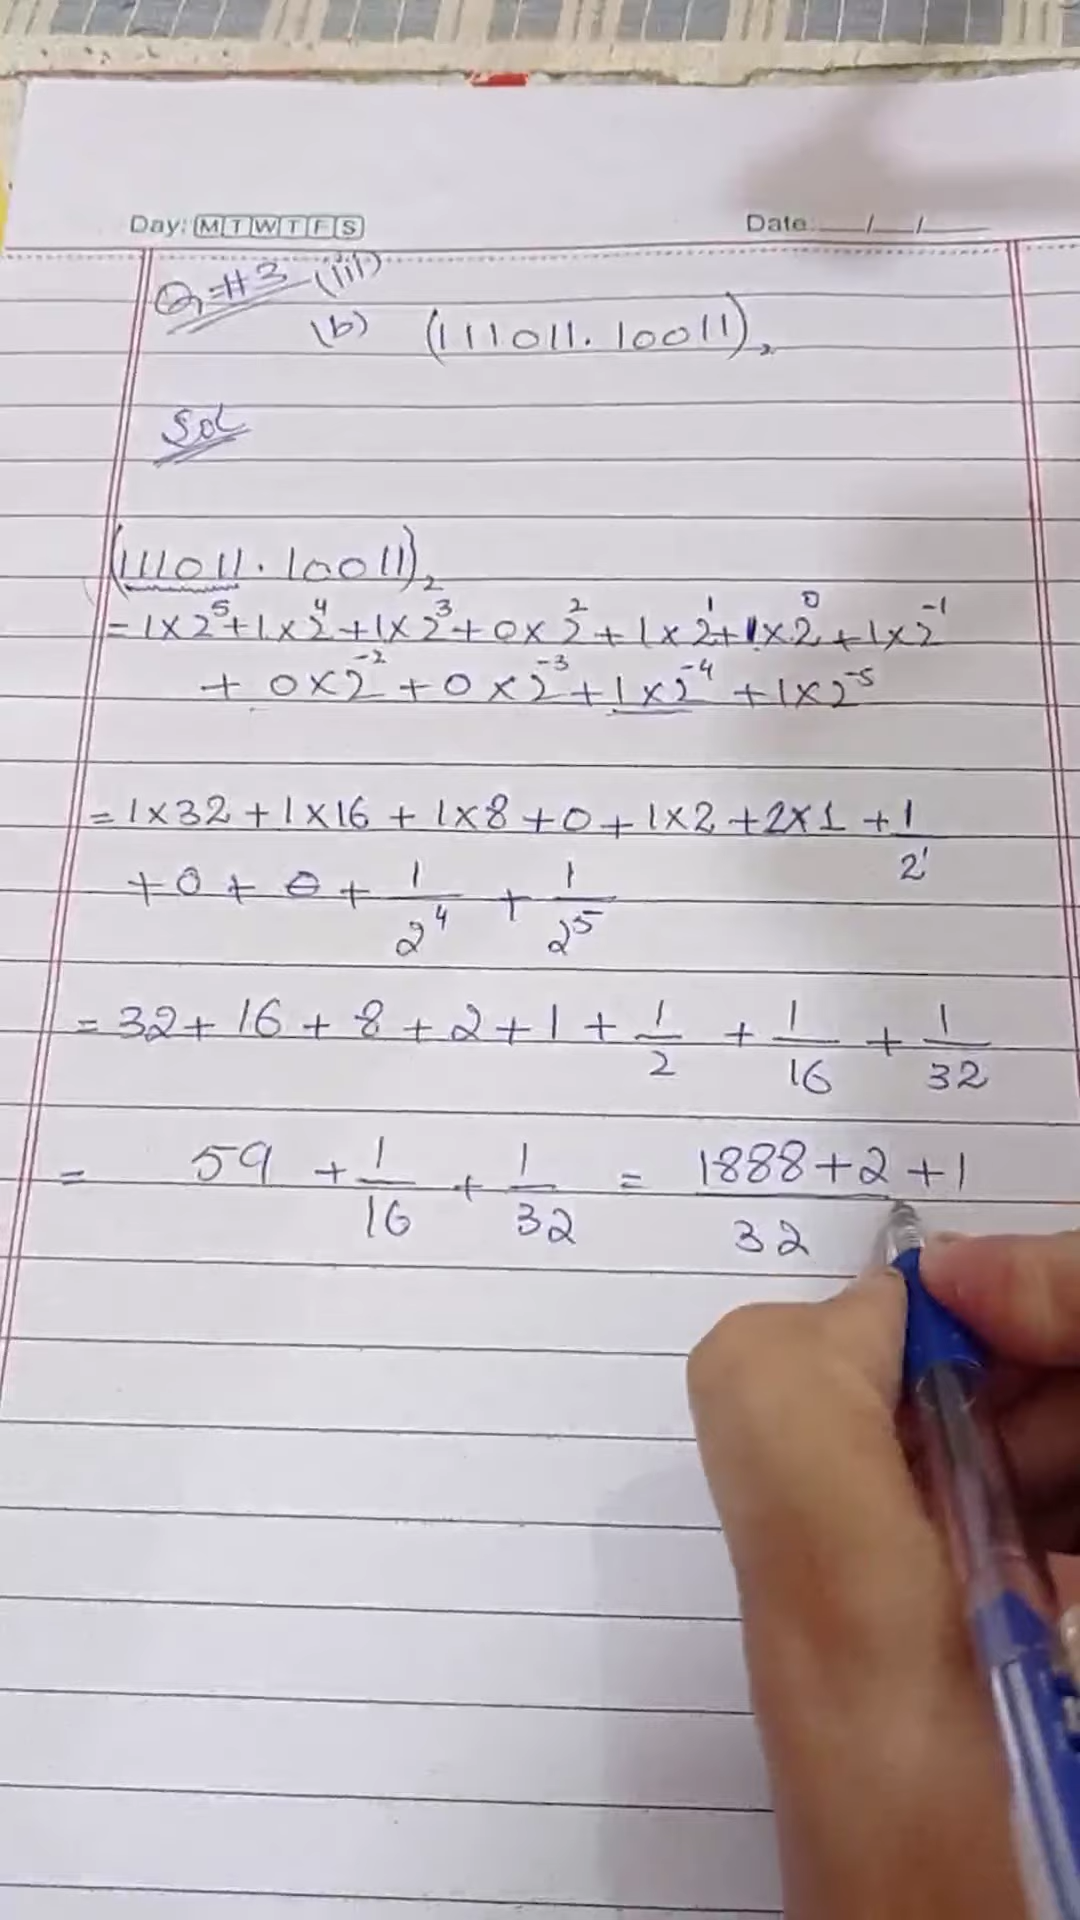 Day: M T W T F S Date: __/__/__
Q=#3 (iii)
(b) (111011.10011)₂
Sol
(111011.10011)₂
=1×2⁵+1×2⁴+1×2³+0×2²+1×2¹+1×2⁰+1×2⁻¹
+0×2⁻²+0×2⁻³+1×2⁻⁴+1×2⁻⁵
=1×32+1×16+1×8+0+1×2+2×1+1/2¹
+0+0+1/2⁴+1/2⁵
=32+16+8+2+1+1/2+1/16+1/32
= 59+1/16+1/32=1888+2+1/32